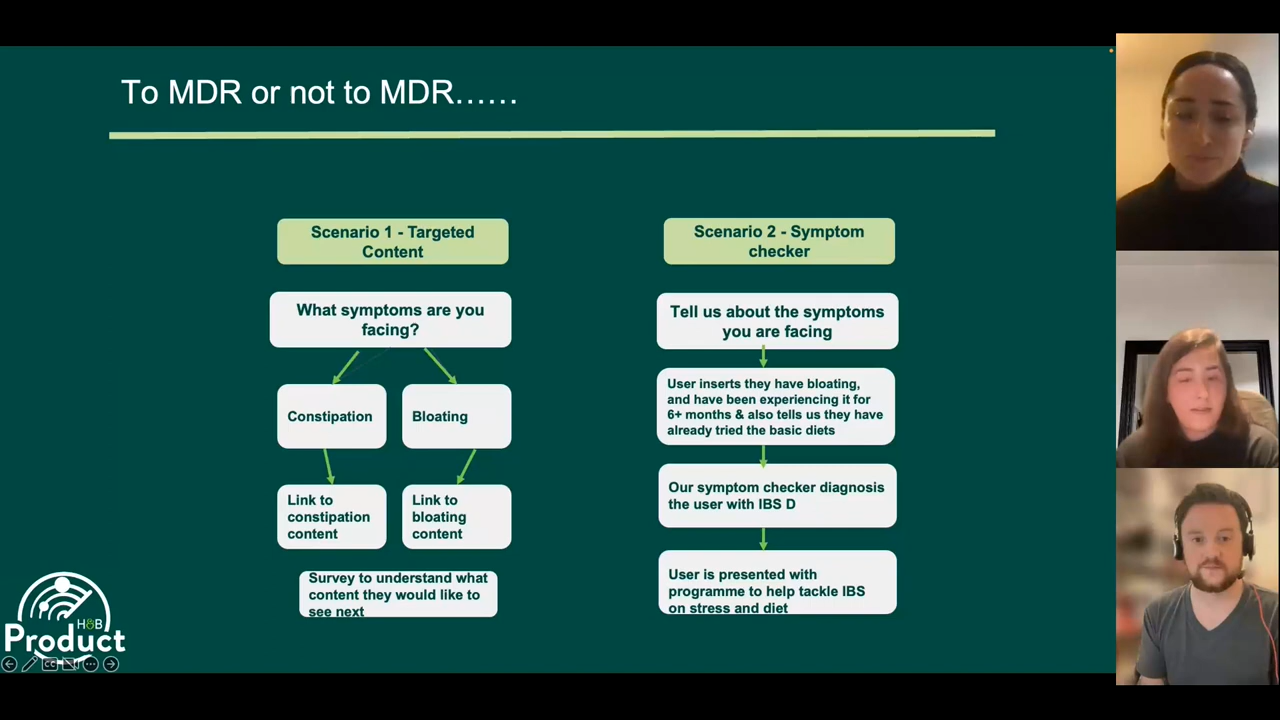 To MDR or not to MDR……
Scenario 1 - Targeted
Content
What symptoms are you
facing?
Constipation
Bloating
Link to
constipation
content
Link to
bloating
content
Survey to understand what
content they would like to
see next
Scenario 2 - Symptom
checker
Tell us about the symptoms
you are facing
User inserts they have bloating,
and have been experiencing it for
6+ months & also tells us they have
already tried the basic diets
Our symptom checker diagnosis
the user with IBS D
User is presented with
programme to help tackle IBS
on stress and diet
H&B
Product
CC